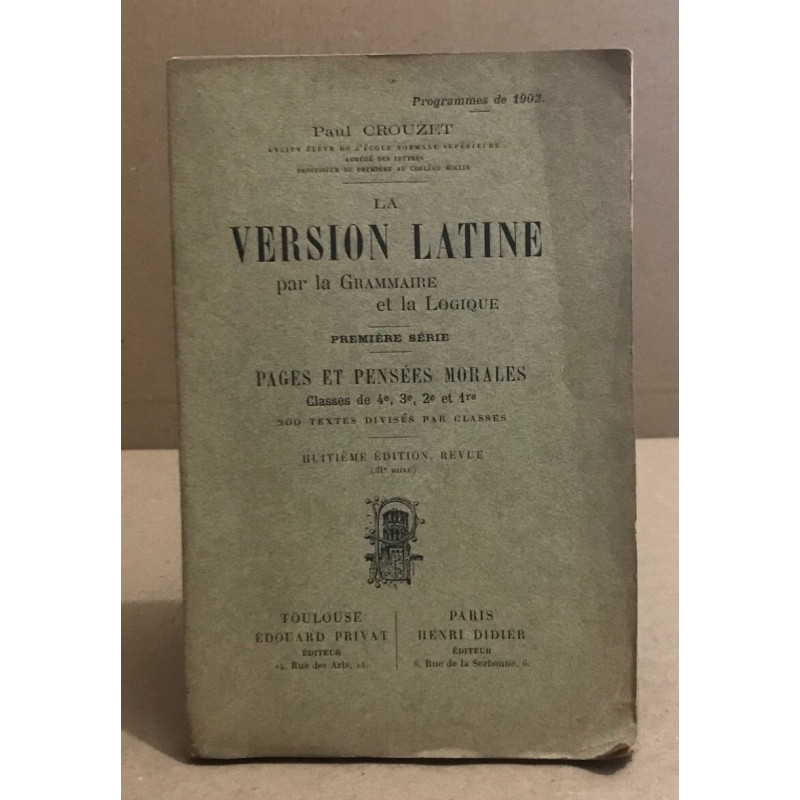 Programmes de 1902.
Paul CROUZET
ANCIEN ÉLÈVE DE L'ÉCOLE NORMALE SUPÉRIEURE
AGRÉGÉ DES LETTRES
PROFESSEUR DE PREMIÈRE AU COLLÈGE ROLLIN
LA
VERSION LATINE
par la GRAMMAIRE
et la LOGIQUE
PREMIÈRE SÉRIE
PAGES ET PENSÉES MORALES
Classes de 4e, 3e, 2e et 1re
300 TEXTES DIVISÉS PAR CLASSES
HUITIÈME ÉDITION, REVUE
(31e MILLE)
TOULOUSE
ÉDOUARD PRIVAT
ÉDITEUR
14, Rue des Arts, 14.
PARIS
HENRI DIDIER
ÉDITEUR
6, Rue de la Sorbonne, 6.